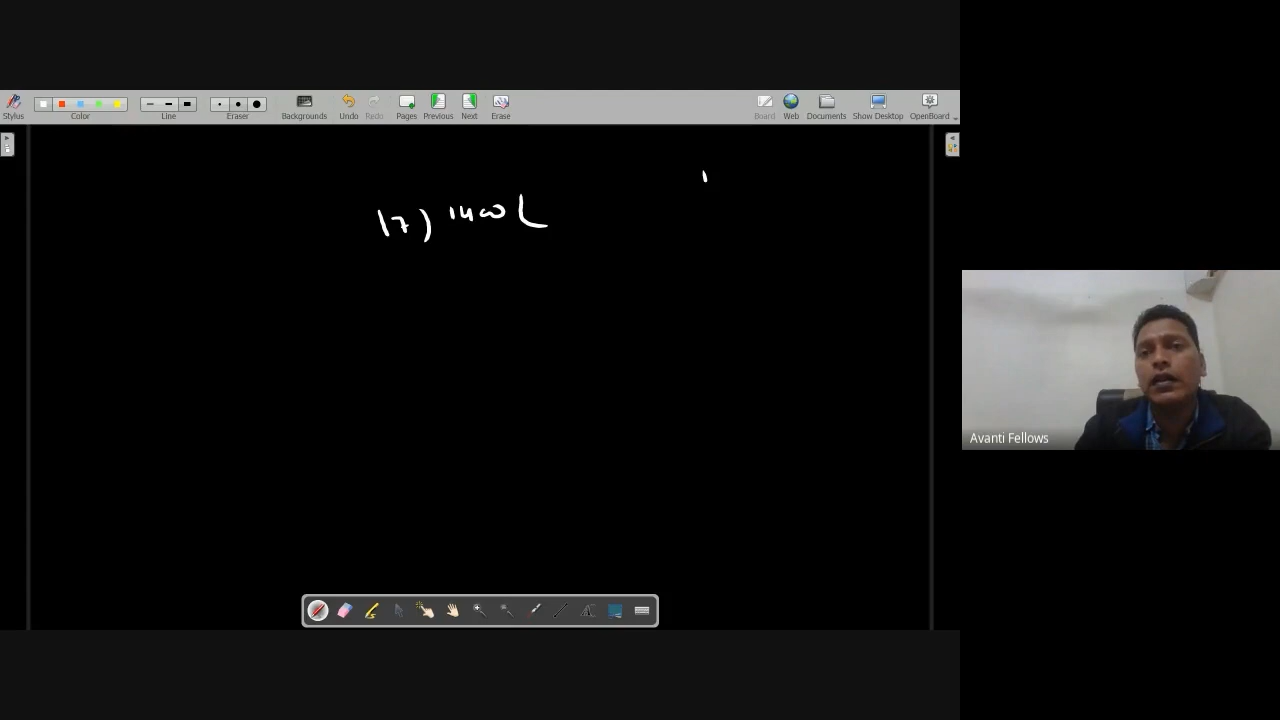 Stylus
Color
Line
Eraser
Backgrounds
Undo
Redo
Pages
Previous
Next
Erase
Board
Web
Documents
Show Desktop
OpenBoard
17) 1400 L
Avanti Fellows